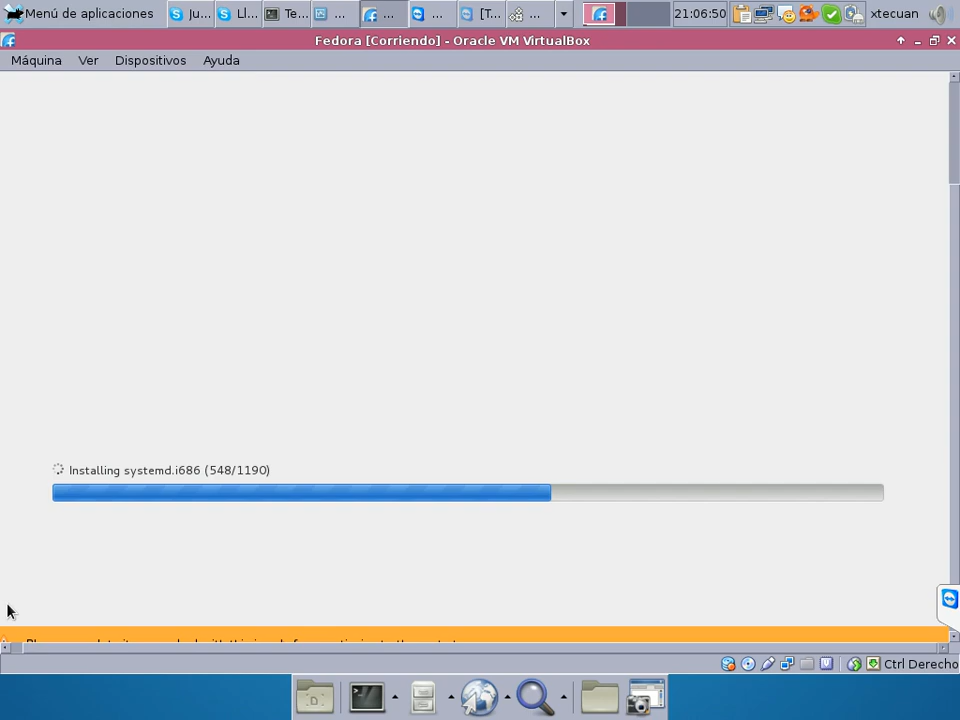 Menú de aplicaciones Ju... Ll... Te... ... ... ... [T... ... 21:06:50 xtecuan
Fedora [Corriendo] - Oracle VM VirtualBox
Máquina Ver Dispositivos Ayuda
Installing systemd.i686 (548/1190)
Ctrl Derecho